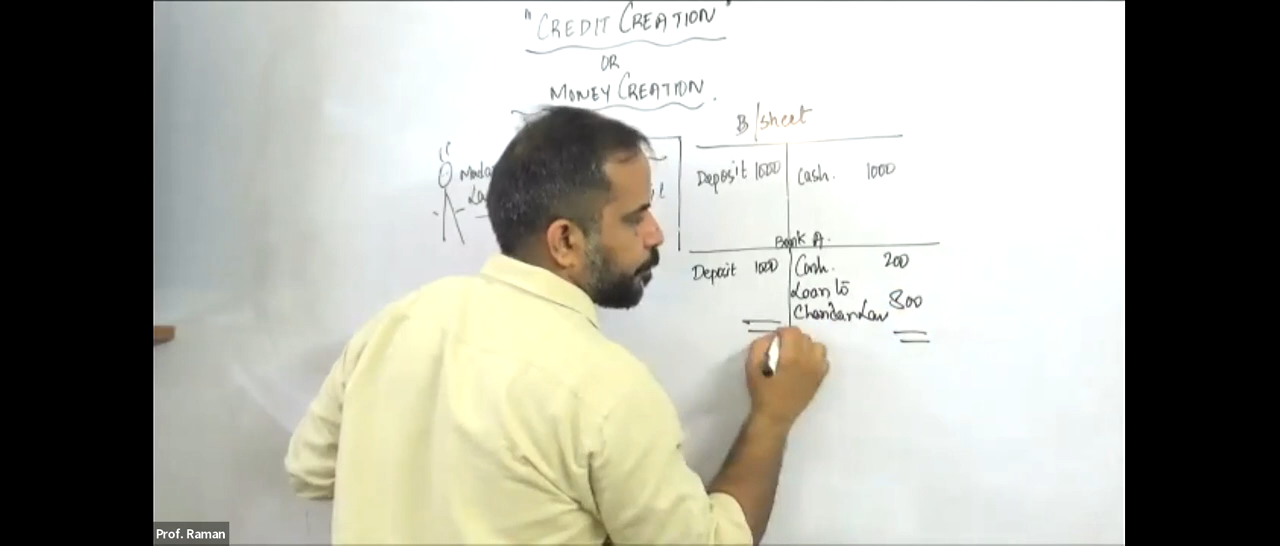 "CREDIT CREATION"
OR
MONEY CREATION.
B/sheet
Deposit 1000 Cash. 1000
Bank A.
Deposit 1000 Cash. 200
Loan to
Chandan Lav 800
Prof. Raman